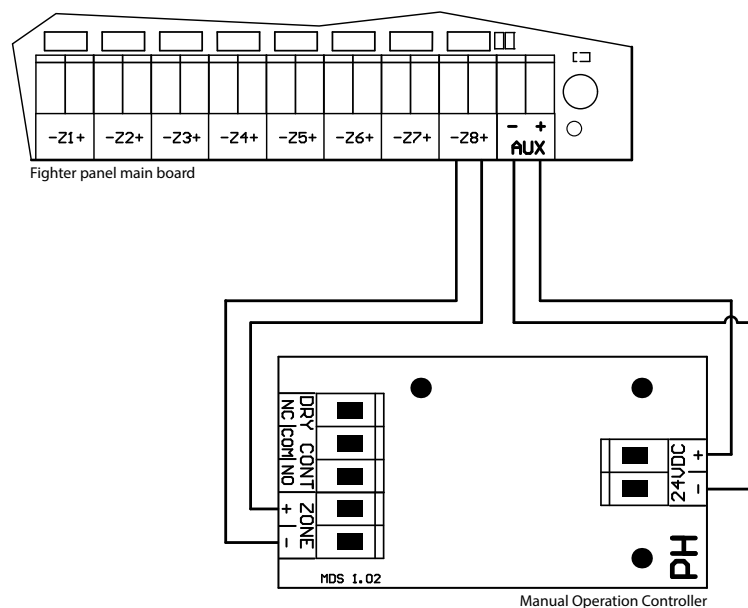 -Z1+ -Z2+ -Z3+ -Z4+ -Z5+ -Z6+ -Z7+ -Z8+ - +
AUX
Fighter panel main board
DRY CONT
NC|COM|NO
ZONE
+ -
24VDC
+
-
PH
MDS 1.02
Manual Operation Controller